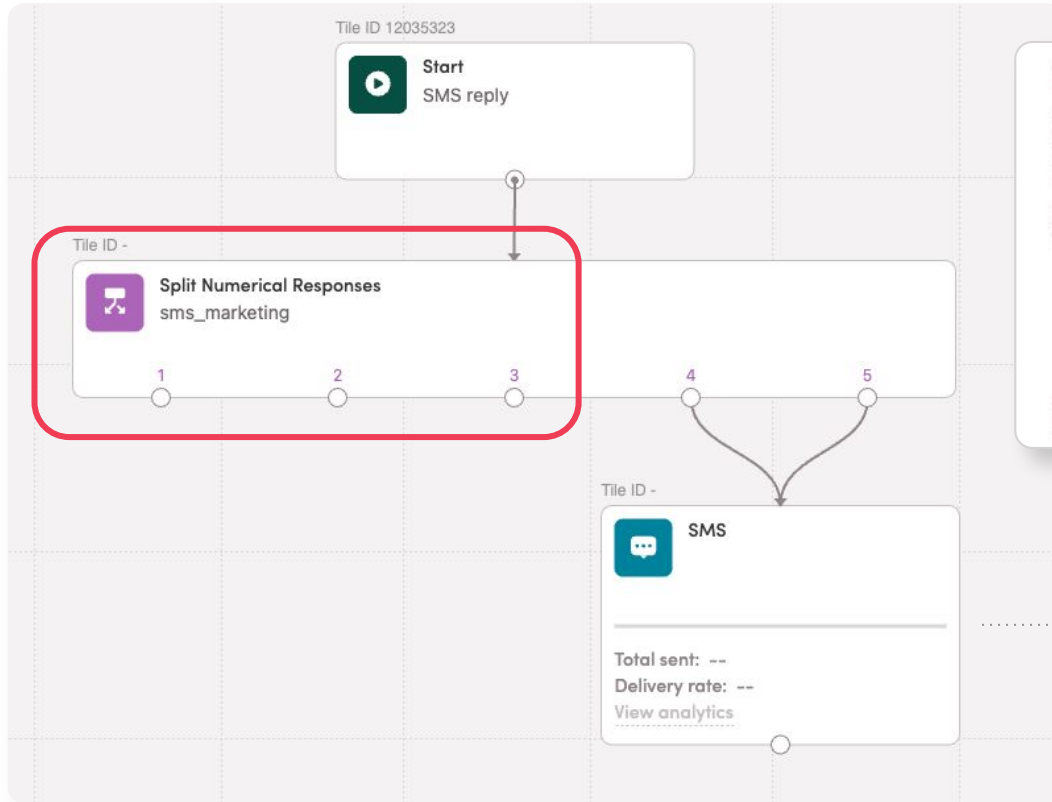 Tile ID 12035323
Start
SMS reply
Tile ID -
Split Numerical Responses
sms_marketing
1 2 3 4 5
Tile ID -
SMS
Total sent: --
Delivery rate: --
View analytics